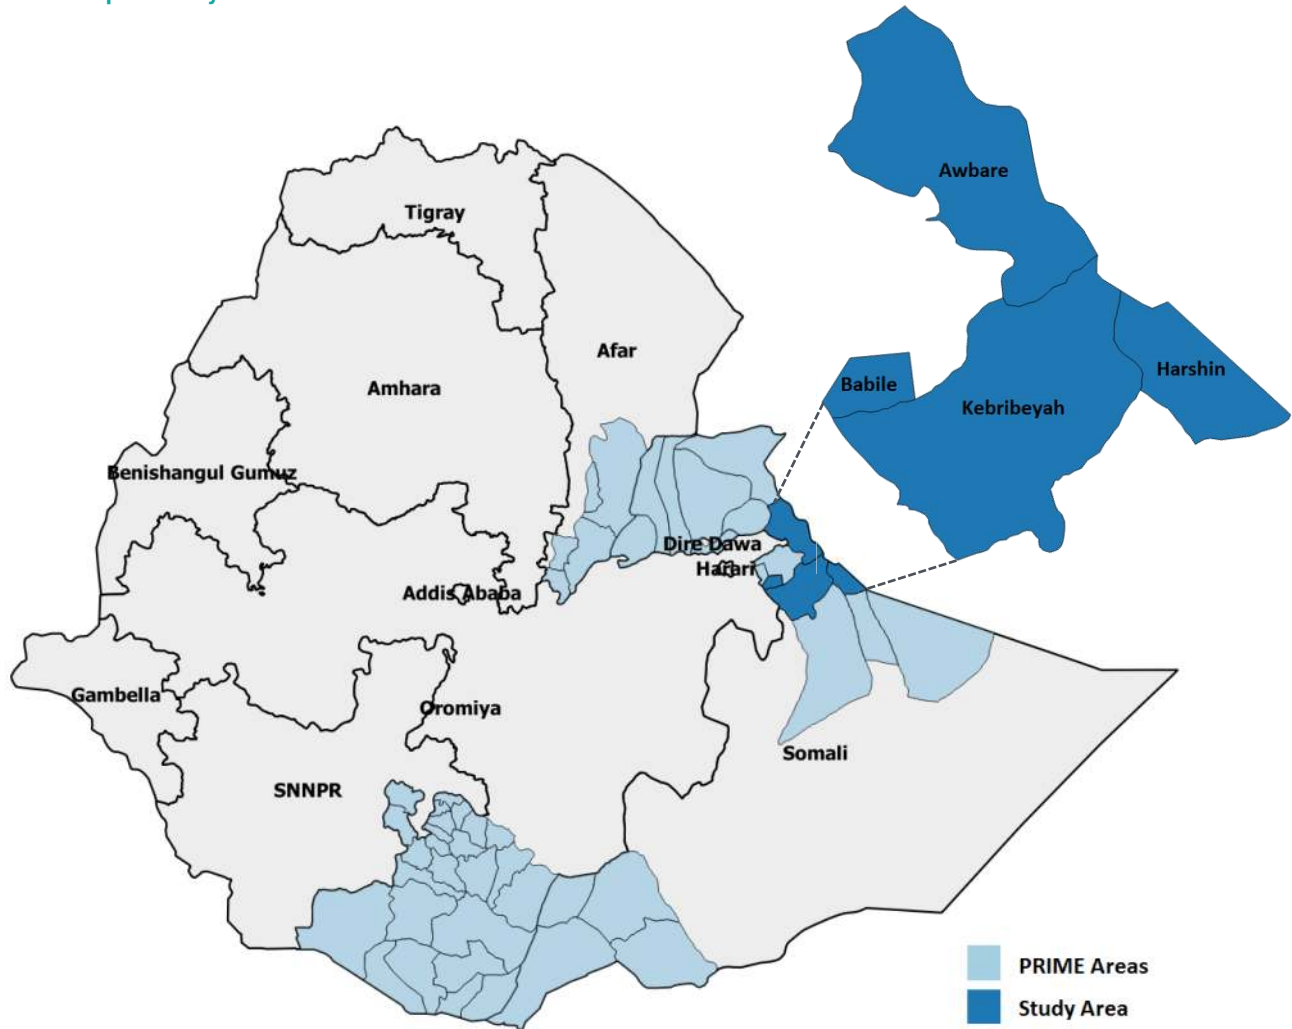 Awbare
Tigray
Afar
Harshin
Babile
Amhara
Kebribeyah
Benishangul Gumuz
Dire Dawa
Harari
Addis Ababa
Gambella
Oromiya
Somali
SNNPR
PRIME Areas
Study Area